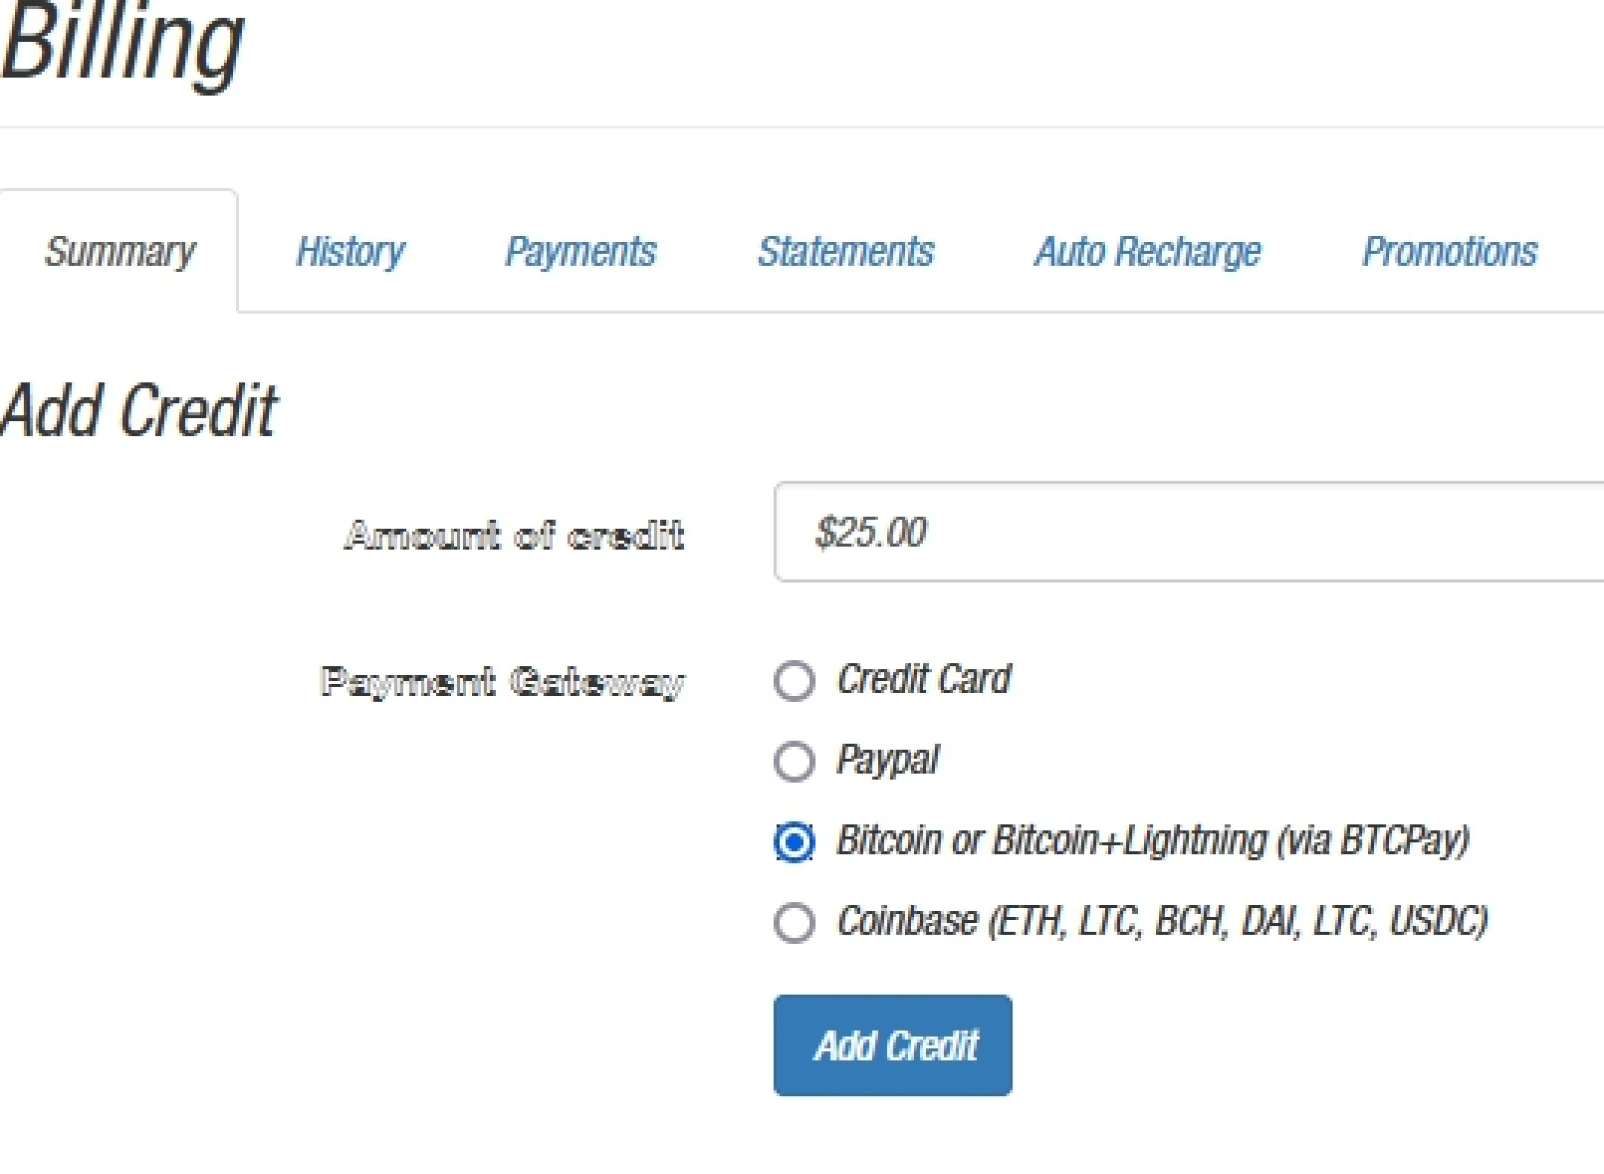 Billing
Summary History Payments Statements Auto Recharge Promotions
Add Credit
Amount of credit $25.00
Payment Gateway Credit Card
Paypal
Bitcoin or Bitcoin+Lightning (via BTCPay)
Coinbase (ETH, LTC, BCH, DAI, LTC, USDC)
Add Credit